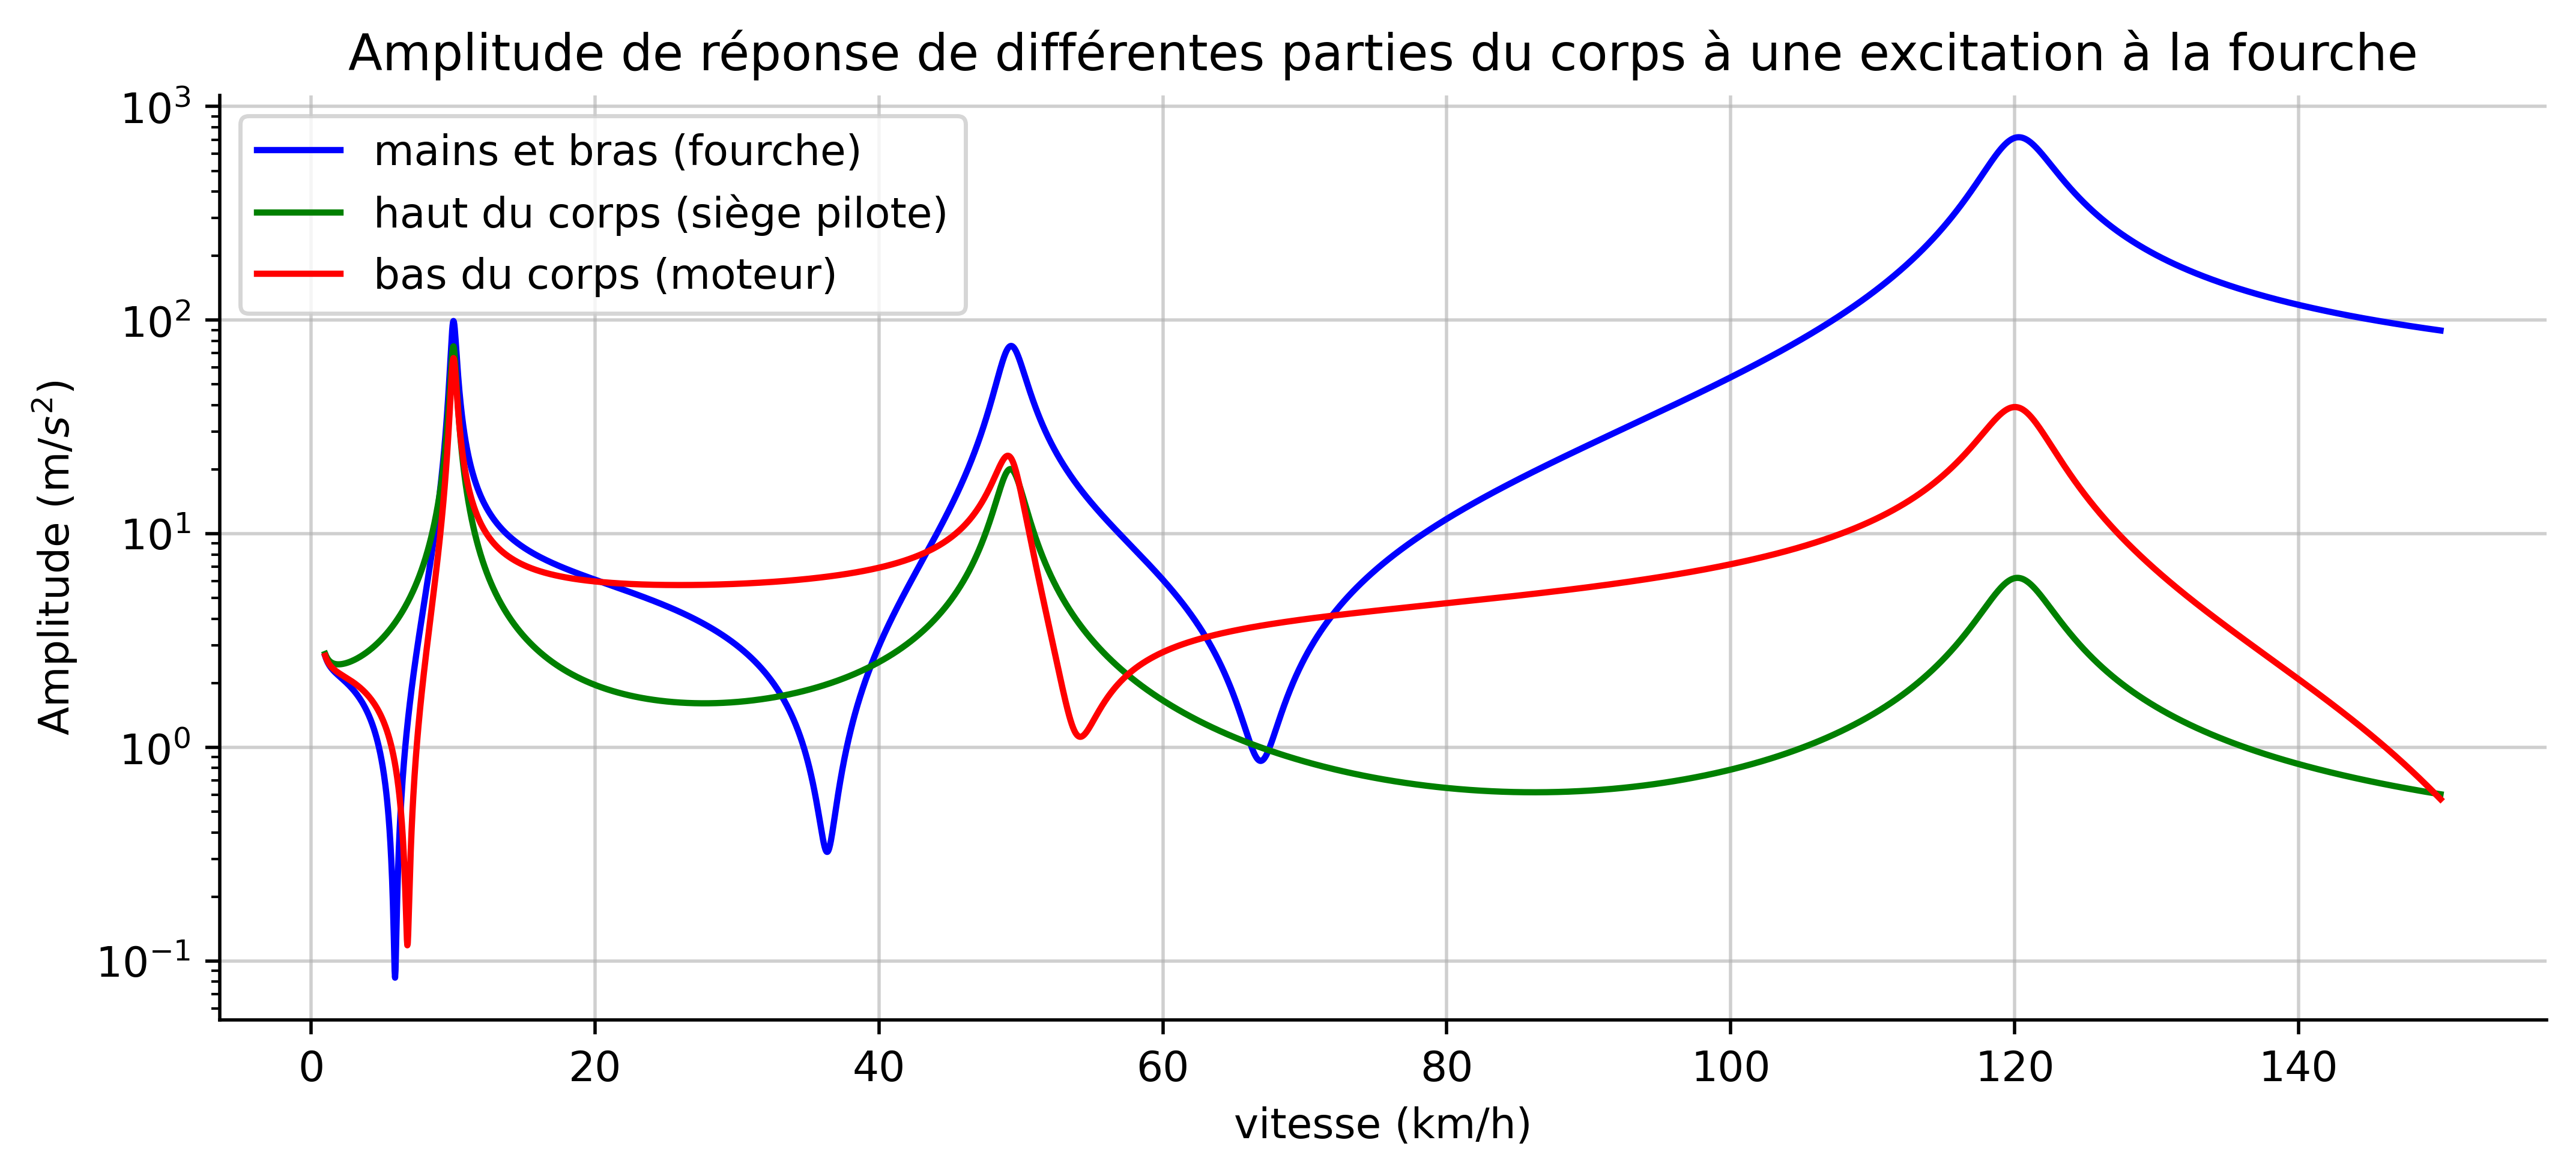 Amplitude de réponse de différentes parties du corps à une excitation à la fourche
10³
10²
10¹
10⁰
10⁻¹
Amplitude (m/s²)
mains et bras (fourche)
haut du corps (siège pilote)
bas du corps (moteur)
0 20 40 60 80 100 120 140
vitesse (km/h)